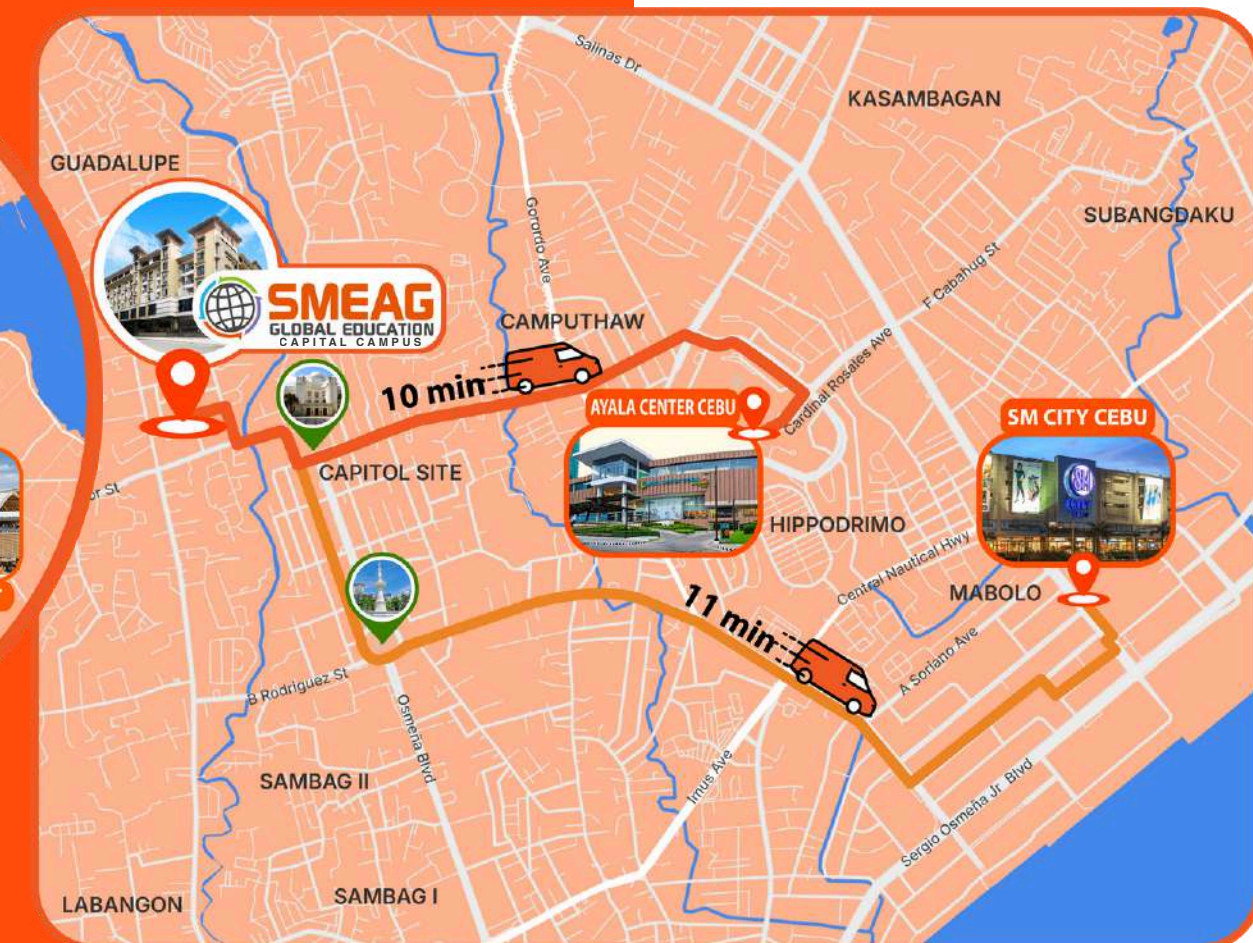 Salinas Dr
KASAMBAGAN
GUADALUPE
SUBANGDAKU
Gorordo Ave
F Cabahug St
SMEAG
GLOBAL EDUCATION
CAPITAL CAMPUS
CAMPUTHAW
10 min
Cardinal Rosales Ave
AYALA CENTER CEBU
SM CITY CEBU
CAPITOL SITE
or St
HIPPODRIMO
Central Nautical Hwy
MABOLO
11 min
A Soriano Ave
B Rodriguez St
Osmeña Blvd
SAMBAG II
Imus Ave
Sergio Osmeña Jr Blvd
SAMBAG I
LABANGON